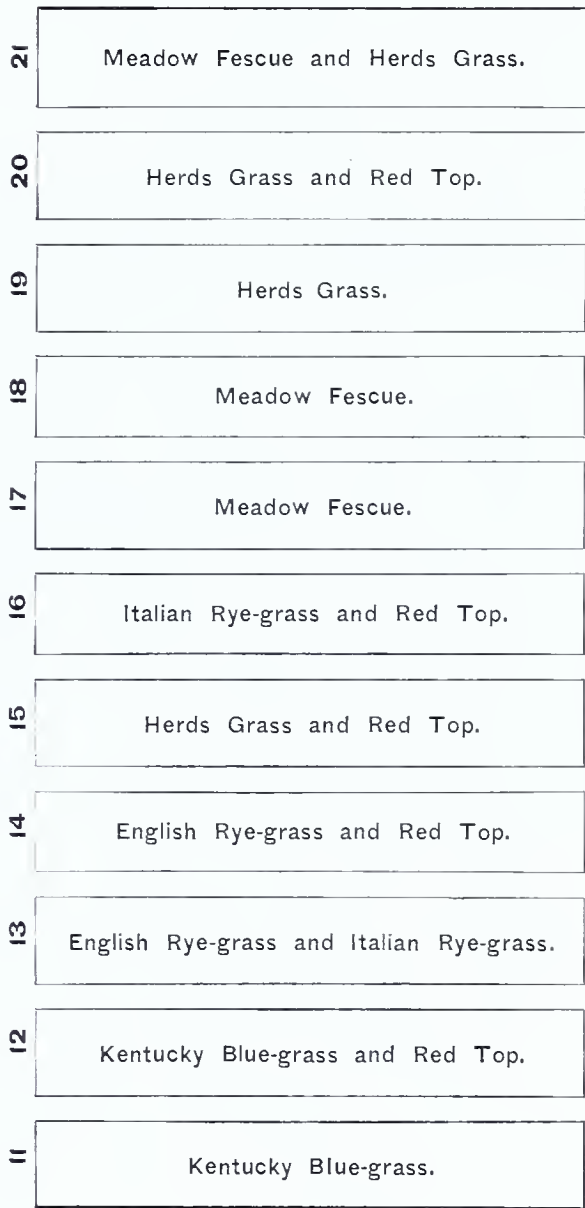 21 Meadow Fescue and Herds Grass.
20 Herds Grass and Red Top.
19 Herds Grass.
18 Meadow Fescue.
17 Meadow Fescue.
16 Italian Rye-grass and Red Top.
15 Herds Grass and Red Top.
14 English Rye-grass and Red Top.
13 English Rye-grass and Italian Rye-grass.
12 Kentucky Blue-grass and Red Top.
11 Kentucky Blue-grass.